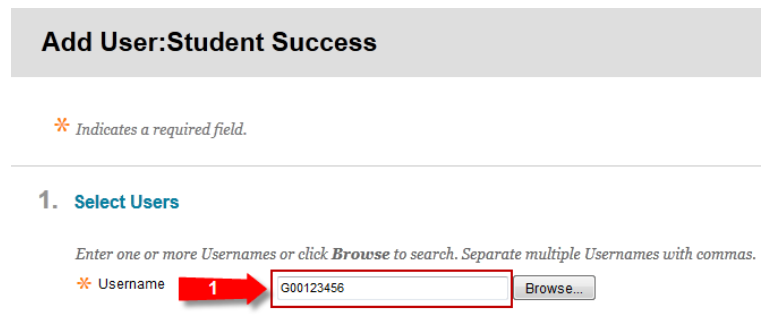 Add User:Student Success
* Indicates a required field.
1. Select Users
Enter one or more Usernames or click Browse to search. Separate multiple Usernames with commas.
* Username 1 G00123456 Browse...